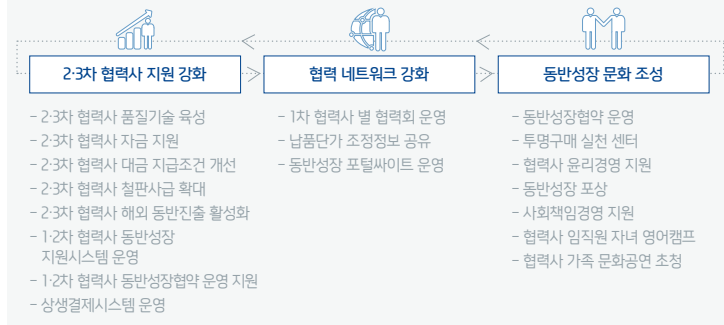 2·3차 협력사 지원 강화
- 2·3차 협력사 품질기술 육성
- 2·3차 협력사 자금 지원
- 2·3차 협력사 대금 지급조건 개선
- 2·3차 협력사 철판사급 확대
- 2·3차 협력사 해외 동반진출 활성화
- 1·2차 협력사 동반성장
지원시스템 운영
- 1·2차 협력사 동반성장협약 운영 지원
- 상생결제시스템 운영
협력 네트워크 강화
- 1차 협력사 별 협력회 운영
- 납품단가 조정정보 공유
- 동반성장 포털싸이트 운영
동반성장 문화 조성
- 동반성장협약 운영
- 투명구매 실천 센터
- 협력사 윤리경영 지원
- 동반성장 포상
- 사회책임경영 지원
- 협력사 임직원 자녀 영어캠프
- 협력사 가족 문화공연 초청